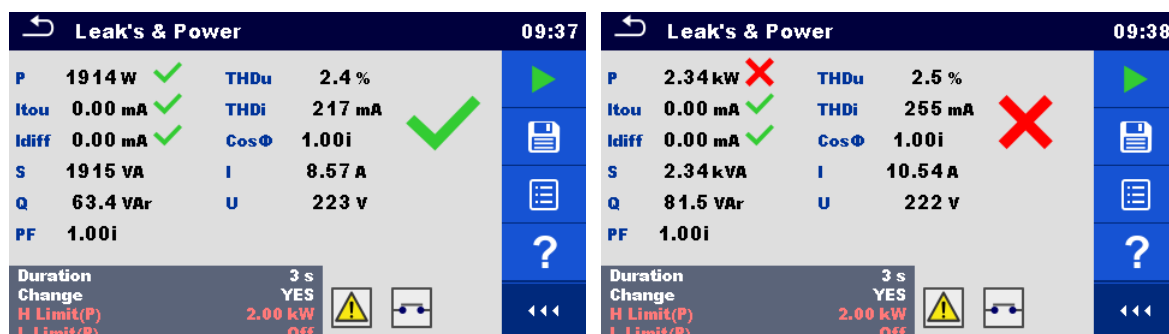 Leak's & Power 09:37
P 1914 W THDu 2.4 %
Itou 0.00 mA THDi 217 mA
Idiff 0.00 mA CosΦ 1.00i
S 1915 VA I 8.57 A
Q 63.4 VAr U 223 V
PF 1.00i
?
Duration 3 s
Change YES
H Limit(P) 2.00 kW
L Limit(P) Off
Leak's & Power 09:38
P 2.34 kW THDu 2.5 %
Itou 0.00 mA THDi 255 mA
Idiff 0.00 mA CosΦ 1.00i
S 2.34 kVA I 10.54 A
Q 81.5 VAr U 222 V
PF 1.00i
?
Duration 3 s
Change YES
H Limit(P) 2.00 kW
L Limit(P) Off